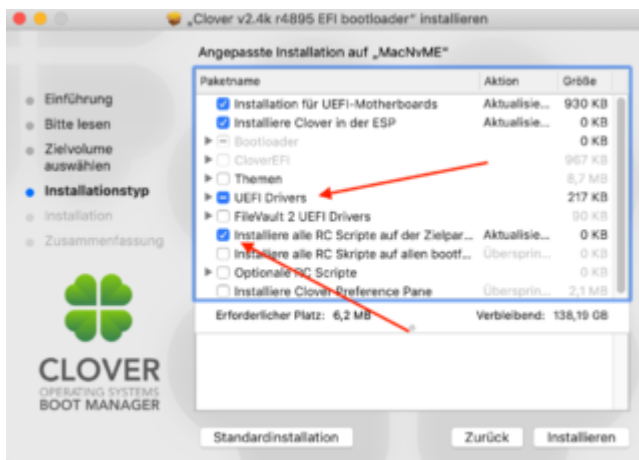 „Clover v2.4k r4895 EFI bootloader“ installieren
Angepasste Installation auf „MacNvME“
Paketname Aktion Größe
Installation für UEFI-Motherboards Aktualisie... 930 KB
Installiere Clover in der ESP Aktualisie... 0 KB
Bootloader 0 KB
CloverEFI 967 KB
Themen 8,7 MB
UEFI Drivers 217 KB
FileVault 2 UEFI Drivers 90 KB
Installiere alle RC Scripte auf der Zielpar... Aktualisie... 0 KB
Installiere alle RC Skripte auf allen bootf... Übersprin... 0 KB
Optionale RC Scripte 0 KB
Installiere Clover Preference Pane Übersprin... 2,1 MB
Erforderlicher Platz: 6,2 MB Verbleibend: 138,19 GB
Einführung
Bitte lesen
Zielvolume
auswählen
Installationstyp
Installation
Zusammenfassung
CLOVER
OPERATING SYSTEMS
BOOT MANAGER
Standardinstallation Zurück Installieren